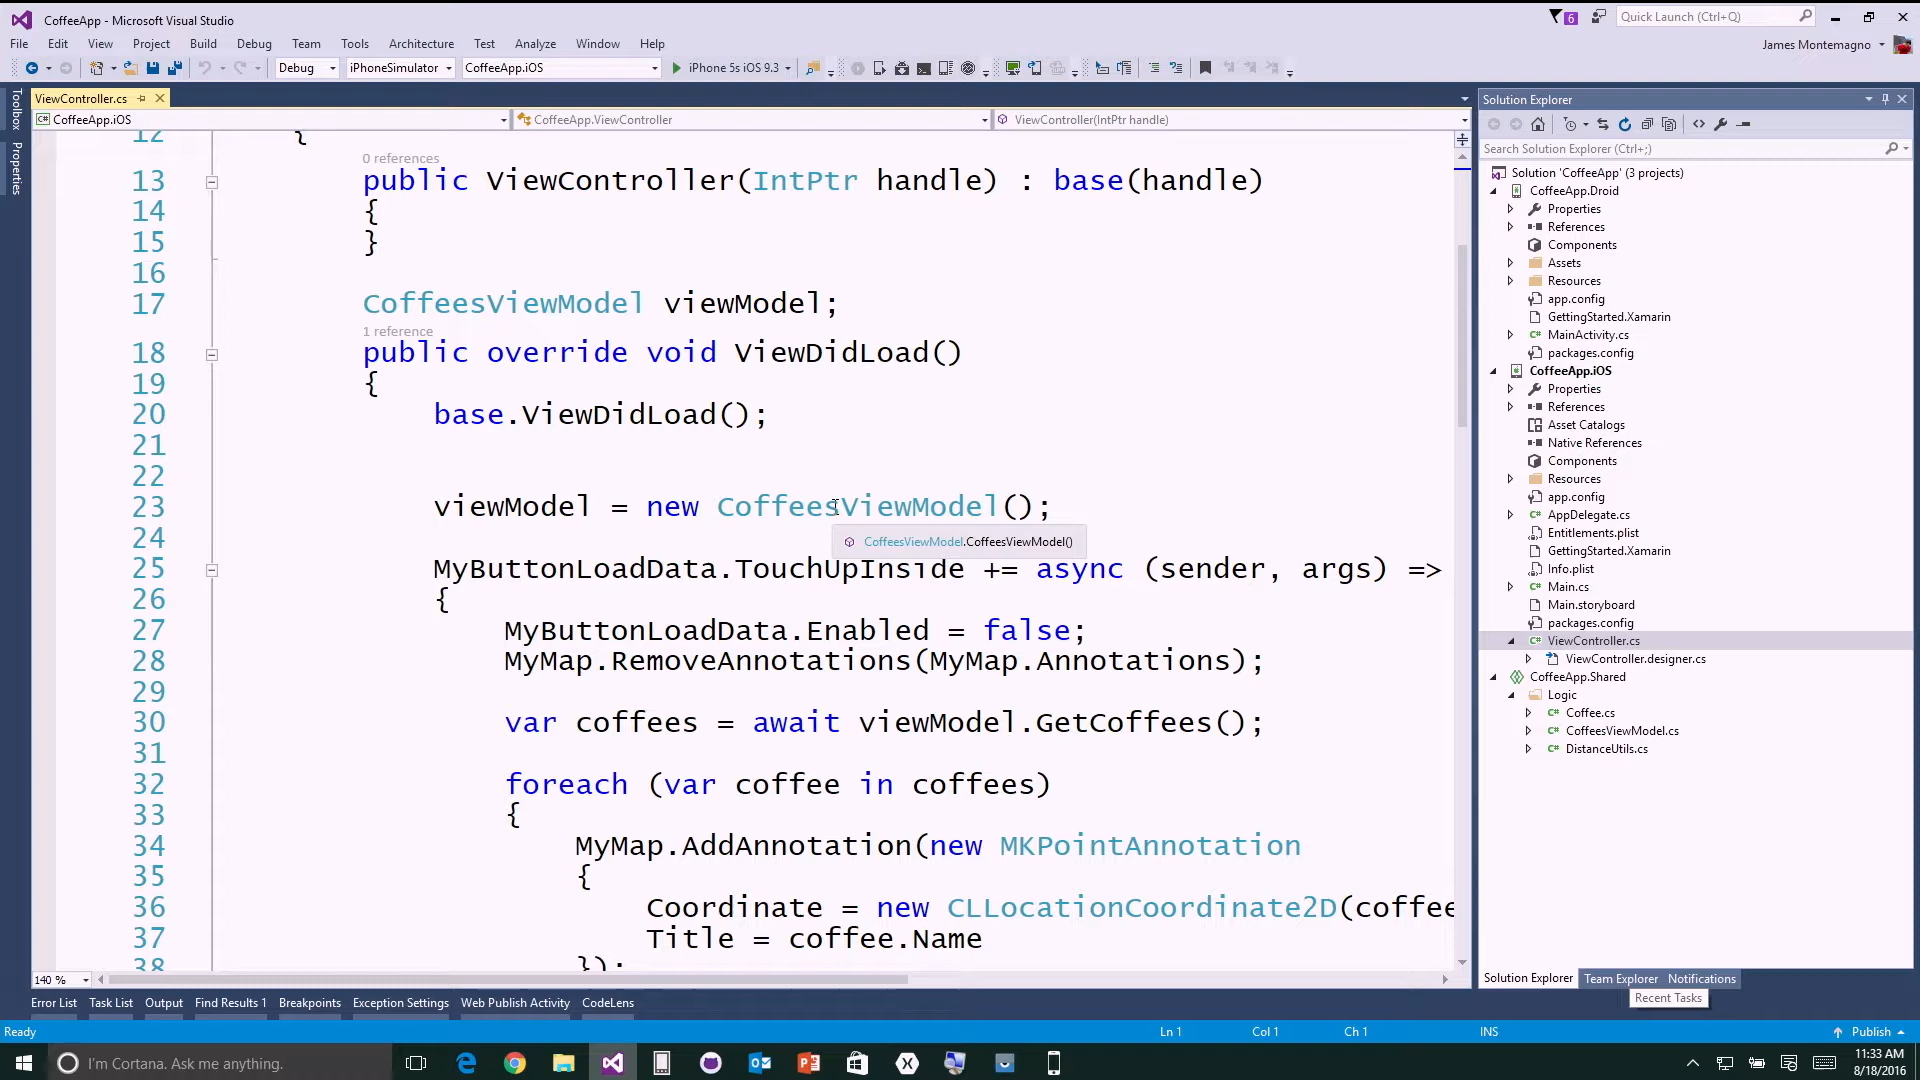 CoffeeApp - Microsoft Visual Studio
6
Quick Launch (Ctrl+Q)
File Edit View Project Build Debug Team Tools Architecture Test Analyze Window Help
James Montemagno
Debug iPhoneSimulator CoffeeApp.iOS iPhone 5s iOS 9.3
Toolbox
Properties
ViewController.cs
CoffeeApp.iOS CoffeeApp.ViewController ViewController(IntPtr handle)
12 {
0 references
13 public ViewController(IntPtr handle) : base(handle)
14 {
15 }
16
17 CoffeesViewModel viewModel;
1 reference
18 public override void ViewDidLoad()
19 {
20 base.ViewDidLoad();
21
22
23 viewModel = new CoffeesViewModel();
24
CoffeesViewModel.CoffeesViewModel()
25 MyButtonLoadData.TouchUpInside += async (sender, args) =>
26 {
27 MyButtonLoadData.Enabled = false;
28 MyMap.RemoveAnnotations(MyMap.Annotations);
29
30 var coffees = await viewModel.GetCoffees();
31
32 foreach (var coffee in coffees)
33 {
34 MyMap.AddAnnotation(new MKPointAnnotation
35 {
36 Coordinate = new CLLocationCoordinate2D(coffee
37 Title = coffee.Name
38 });
140 %
Solution Explorer
Search Solution Explorer (Ctrl+;)
Solution 'CoffeeApp' (3 projects)
CoffeeApp.Droid
Properties
References
Components
Assets
Resources
app.config
GettingStarted.Xamarin
MainActivity.cs
packages.config
CoffeeApp.iOS
Properties
References
Asset Catalogs
Native References
Components
Resources
app.config
AppDelegate.cs
Entitlements.plist
GettingStarted.Xamarin
Info.plist
Main.cs
Main.storyboard
packages.config
ViewController.cs
ViewController.designer.cs
CoffeeApp.Shared
Logic
Coffee.cs
CoffeesViewModel.cs
DistanceUtils.cs
Solution Explorer Team Explorer Notifications
Recent Tasks
Error List Task List Output Find Results 1 Breakpoints Exception Settings Web Publish Activity CodeLens
Ready Ln 1 Col 1 Ch 1 INS Publish
I'm Cortana. Ask me anything.
11:33 AM
8/18/2016